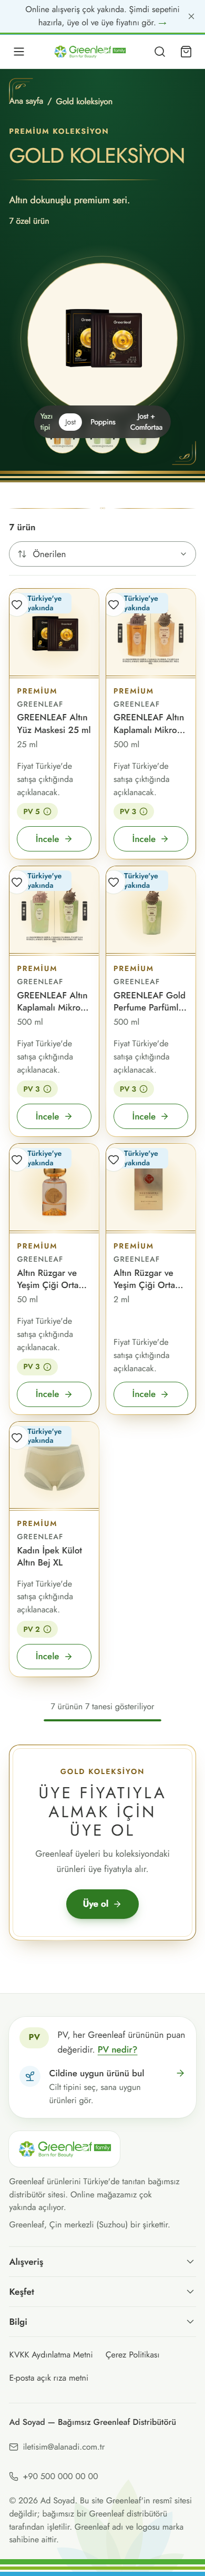 Online alışveriş çok yakında. Şimdi sepetini
hazırla, üye ol ve üye fiyatını gör. →
Greenleaf family
Born for Beauty
Ana sayfa / Gold koleksiyon
PREMİUM KOLEKSİYON
GOLD KOLEKSİYON
Altın dokunuşlu premium seri.
7 özel ürün
Yazı tipi
Jost
Poppins
Jost + Comfortaa
7 ürün
Önerilen
Türkiye'ye
yakında
PREMİUM
GREENLEAF
GREENLEAF Altın
Yüz Maskesi 25 ml
25 ml
Fiyat Türkiye'de
satışa çıktığında
açıklanacak.
PV 5
İncele →
Türkiye'ye
yakında
PREMİUM
GREENLEAF
GREENLEAF Altın
Kaplamalı Mikro...
500 ml
Fiyat Türkiye'de
satışa çıktığında
açıklanacak.
PV 3
İncele →
Türkiye'ye
yakında
PREMİUM
GREENLEAF
GREENLEAF Altın
Kaplamalı Mikro...
500 ml
Fiyat Türkiye'de
satışa çıktığında
açıklanacak.
PV 3
İncele →
Türkiye'ye
yakında
PREMİUM
GREENLEAF
GREENLEAF Gold
Perfume Parfüml...
500 ml
Fiyat Türkiye'de
satışa çıktığında
açıklanacak.
PV 3
İncele →
Türkiye'ye
yakında
PREMİUM
GREENLEAF
Altın Rüzgar ve
Yeşim Çiği Orta...
50 ml
Fiyat Türkiye'de
satışa çıktığında
açıklanacak.
PV 3
İncele →
Türkiye'ye
yakında
PREMİUM
GREENLEAF
Altın Rüzgar ve
Yeşim Çiği Orta...
2 ml
Fiyat Türkiye'de
satışa çıktığında
açıklanacak.
İncele →
Türkiye'ye
yakında
PREMİUM
GREENLEAF
Kadın İpek Külot
Altın Bej XL
Fiyat Türkiye'de
satışa çıktığında
açıklanacak.
PV 2
İncele →
7 ürünün 7 tanesi gösteriliyor
GOLD KOLEKSİYON
ÜYE FİYATIYLA
ALMAK İÇİN
ÜYE OL
Greenleaf üyeleri bu koleksiyondaki
ürünleri üye fiyatıyla alır.
Üye ol →
PV
PV, her Greenleaf ürününün puan
değeridir. PV nedir?
Cildine uygun ürünü bul
Cilt tipini seç, sana uygun
ürünleri gör.
Greenleaf family
Born for Beauty
Greenleaf ürünlerini Türkiye'de tanıtan bağımsız
distribütör sitesi. Online mağazamız çok
yakında açılıyor.
Greenleaf, Çin merkezli (Suzhou) bir şirkettir.
Alışveriş
Keşfet
Bilgi
KVKK Aydınlatma Metni
Çerez Politikası
E-posta açık rıza metni
Ad Soyad — Bağımsız Greenleaf Distribütörü
iletisim@alanadi.com.tr
+90 500 000 00 00
© 2026 Ad Soyad. Bu site Greenleaf'in resmî sitesi
değildir; bağımsız bir Greenleaf distribütörü
tarafından işletilir. Greenleaf adı ve logosu marka
sahibine aittir.